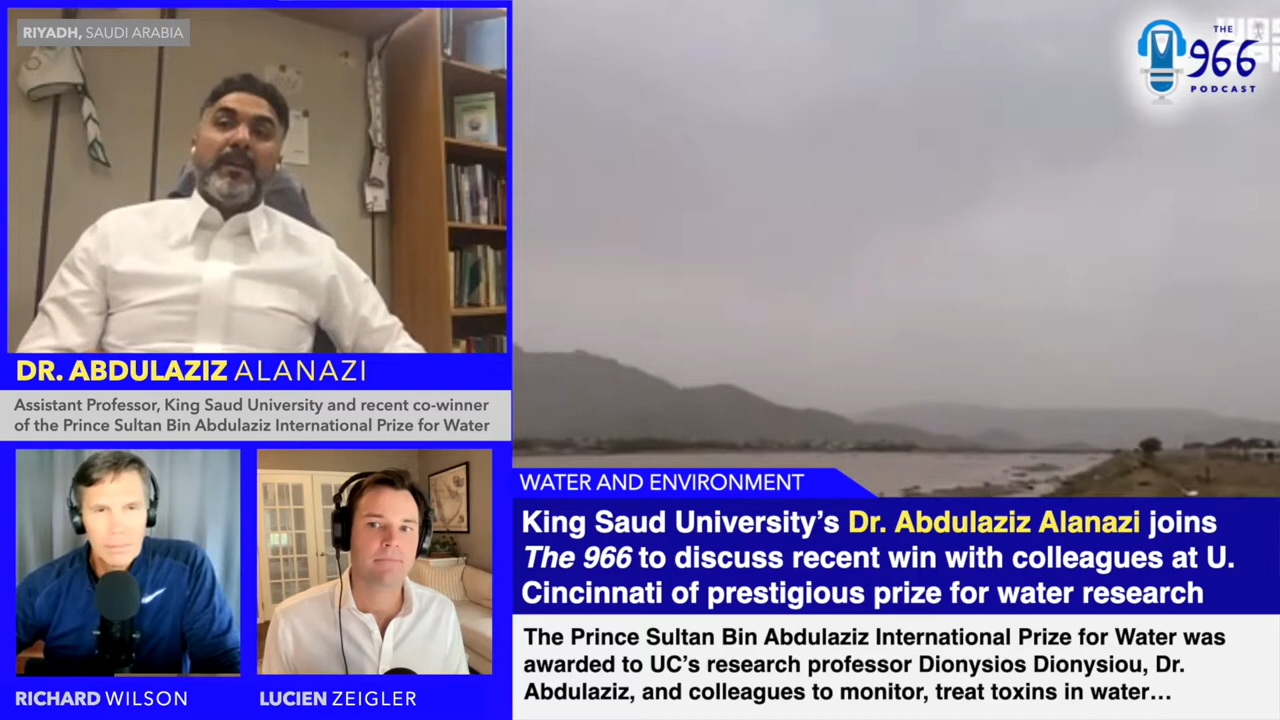 RIYADH, SAUDI ARABIA
DR. ABDULAZIZ ALANAZI
Assistant Professor, King Saud University and recent co-winner
of the Prince Sultan Bin Abdulaziz International Prize for Water
RICHARD WILSON
LUCIEN ZEIGLER
THE
966
PODCAST
WATER AND ENVIRONMENT
King Saud University’s Dr. Abdulaziz Alanazi joins
The 966 to discuss recent win with colleagues at U.
Cincinnati of prestigious prize for water research
The Prince Sultan Bin Abdulaziz International Prize for Water was
awarded to UC’s research professor Dionysios Dionysiou, Dr.
Abdulaziz, and colleagues to monitor, treat toxins in water…